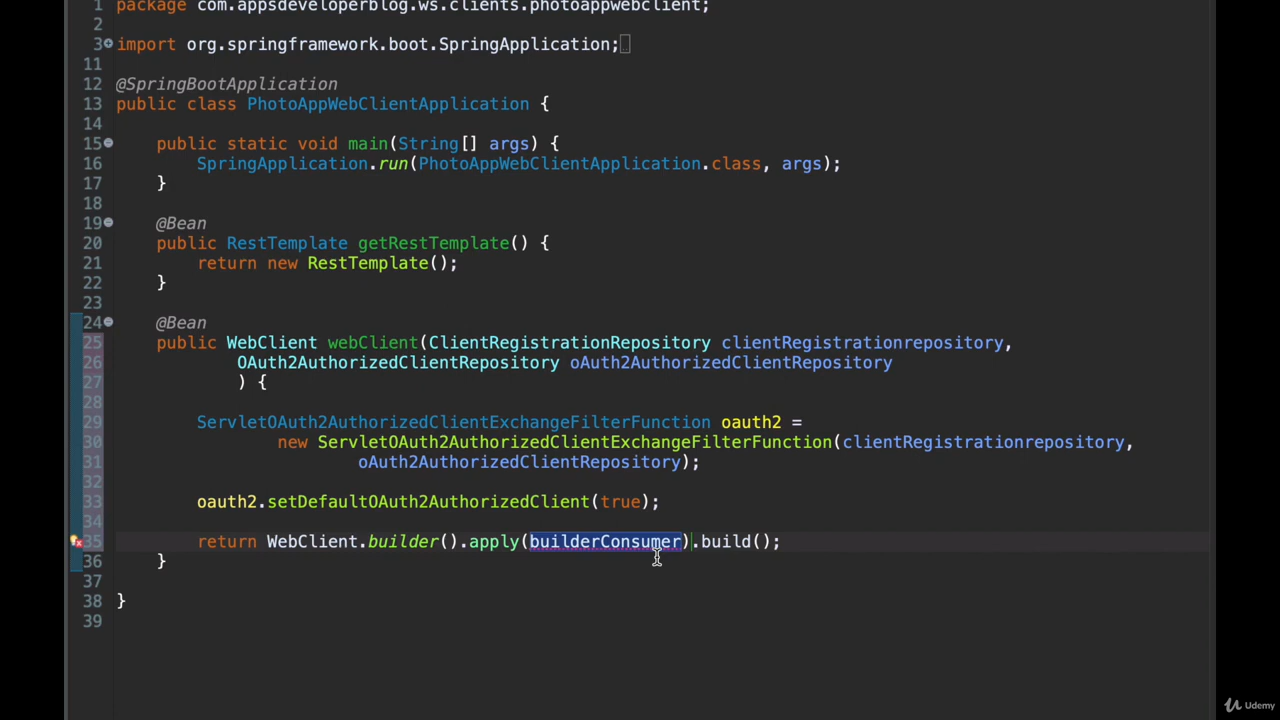 1 package com.appsdeveloperblog.ws.clients.photoappwebclient;
2
3 import org.springframework.boot.SpringApplication;
11
12 @SpringBootApplication
13 public class PhotoAppWebClientApplication {
14
15 public static void main(String[] args) {
16 SpringApplication.run(PhotoAppWebClientApplication.class, args);
17 }
18
19 @Bean
20 public RestTemplate getRestTemplate() {
21 return new RestTemplate();
22 }
23
24 @Bean
25 public WebClient webClient(ClientRegistrationRepository clientRegistrationrepository,
26 OAuth2AuthorizedClientRepository oAuth2AuthorizedClientRepository
27 ) {
28
29 ServletOAuth2AuthorizedClientExchangeFilterFunction oauth2 =
30 new ServletOAuth2AuthorizedClientExchangeFilterFunction(clientRegistrationrepository,
31 oAuth2AuthorizedClientRepository);
32
33 oauth2.setDefaultOAuth2AuthorizedClient(true);
34
35 return WebClient.builder().apply(builderConsumer).build();
36 }
37
38 }
39
Udemy